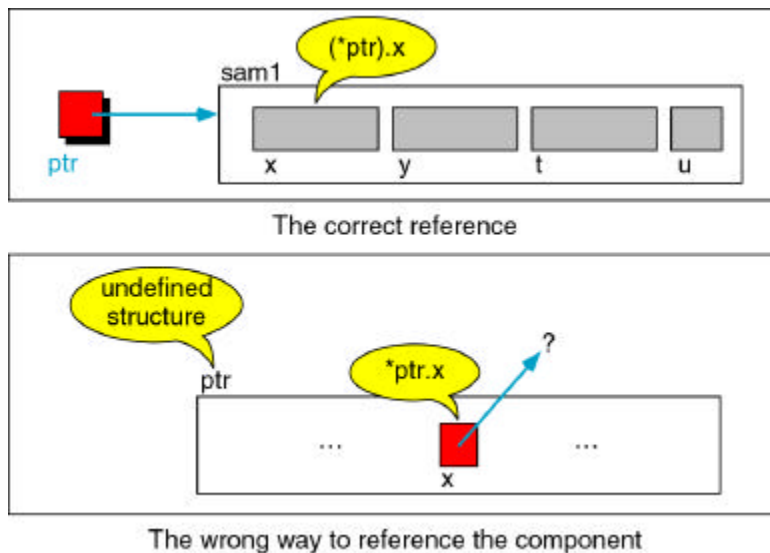 (*ptr).x
sam1
ptr
x y t u
The correct reference
undefined
structure
?
ptr
*ptr.x
... ...
x
The wrong way to reference the component